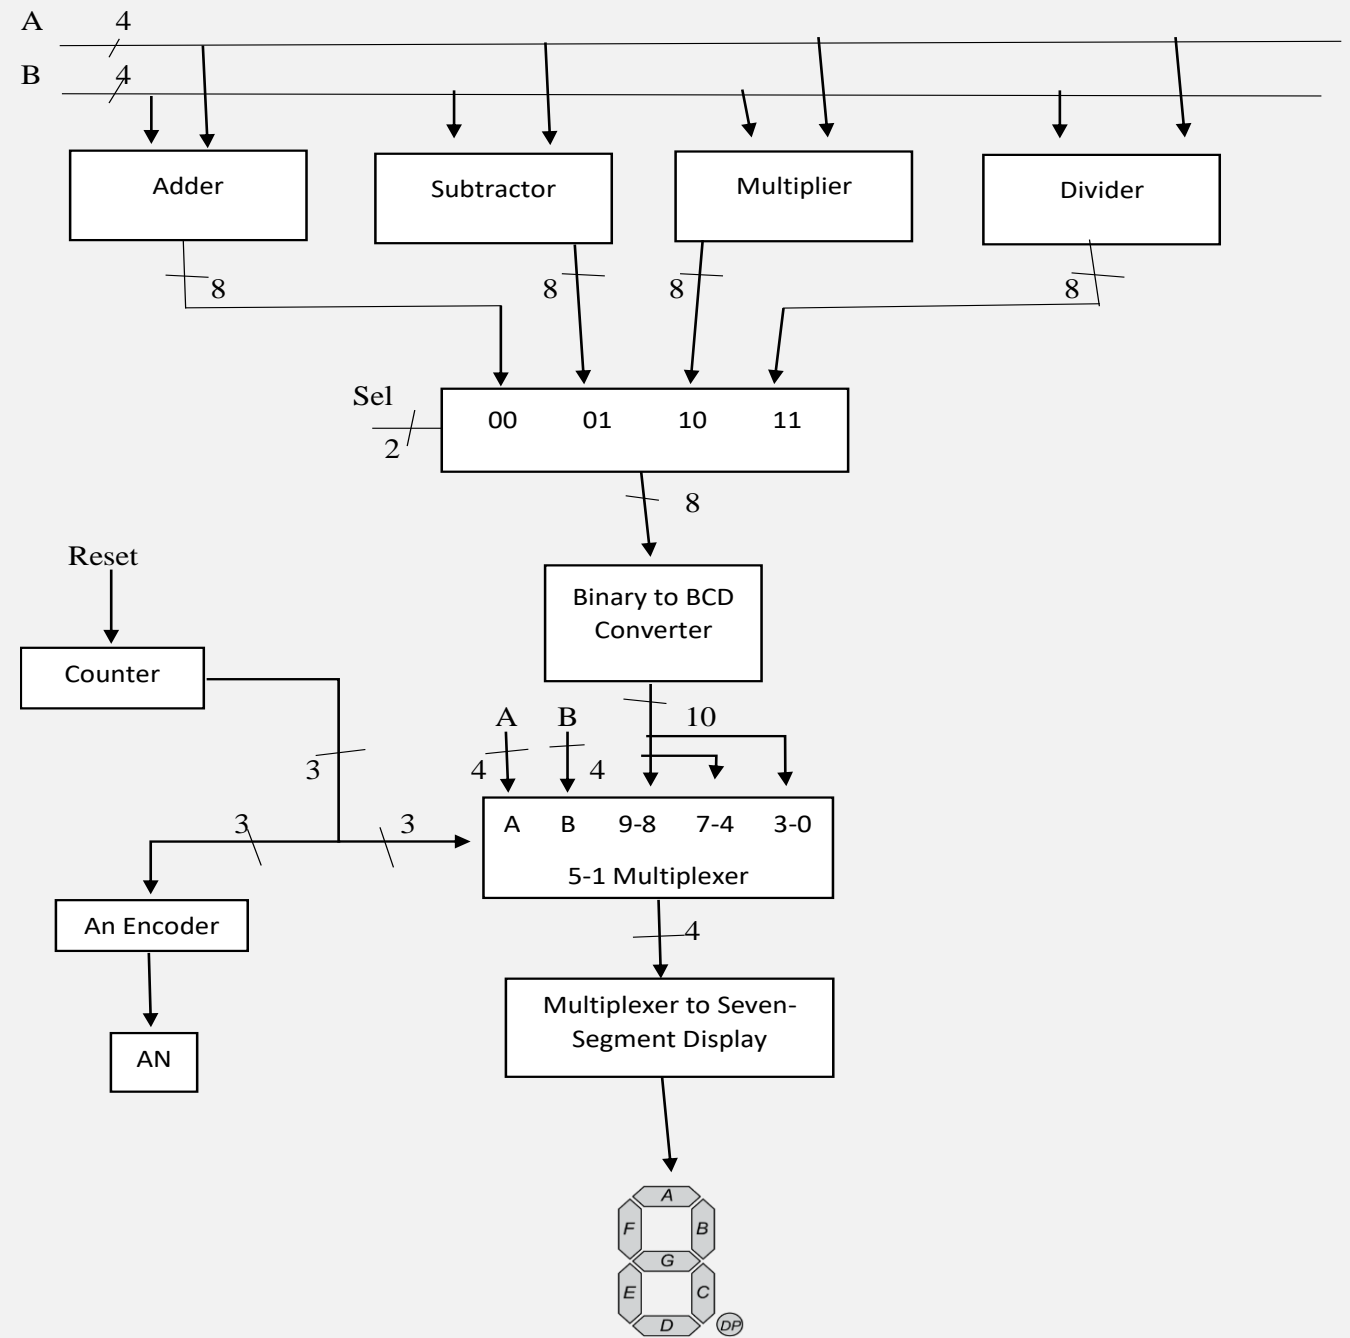 A 4
B 4
Adder
Subtractor
Multiplier
Divider
8
8
8
8
Sel
2
00 01 10 11
8
Reset
Binary to BCD
Converter
Counter
3
A B 10
4 4
3 3
A B 9-8 7-4 3-0
5-1 Multiplexer
An Encoder
4
Multiplexer to Seven-
Segment Display
AN
A
F B
G
E C
D DP